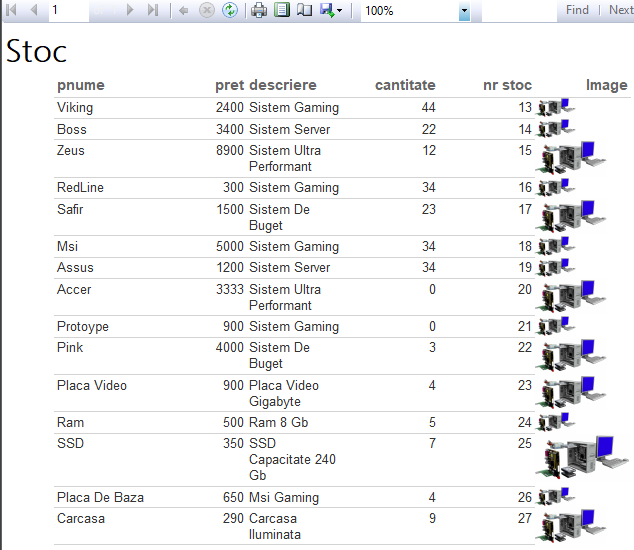 1 100% Find | Next
Stoc
pnume pret descriere cantitate nr stoc Image
Viking 2400 Sistem Gaming 44 13
Boss 3400 Sistem Server 22 14
Zeus 8900 Sistem Ultra 12 15
Performant
RedLine 300 Sistem Gaming 34 16
Safir 1500 Sistem De 23 17
Buget
Msi 5000 Sistem Gaming 34 18
Assus 1200 Sistem Server 34 19
Accer 3333 Sistem Ultra 0 20
Performant
Protoype 900 Sistem Gaming 0 21
Pink 4000 Sistem De 3 22
Buget
Placa Video 900 Placa Video 4 23
Gigabyte
Ram 500 Ram 8 Gb 5 24
SSD 350 SSD 7 25
Capacitate 240
Gb
Placa De Baza 650 Msi Gaming 4 26
Carcasa 290 Carcasa 9 27
Iluminata